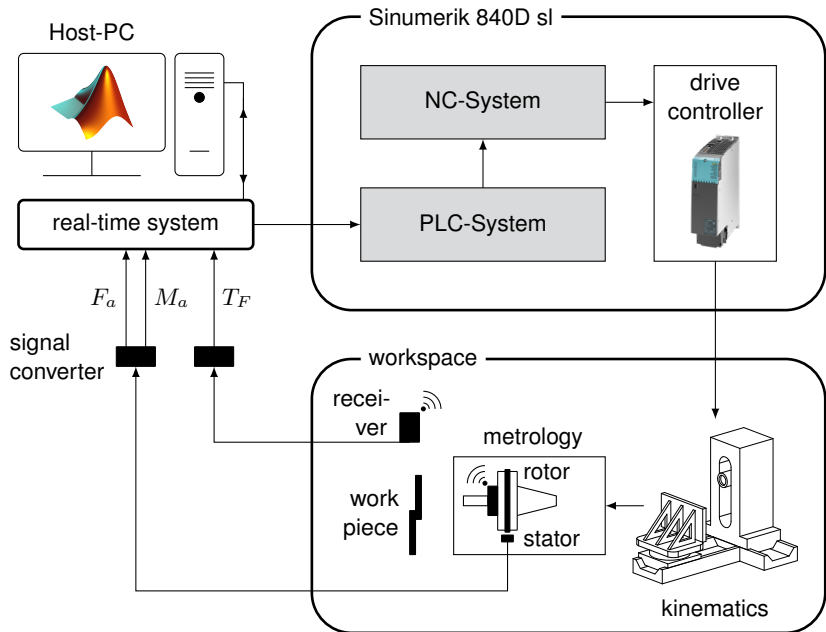 Host-PC
Sinumerik 840D sl
NC-System
drive
controller
PLC-System
real-time system
F_a
M_a
T_F
signal
converter
workspace
recei-
ver
metrology
rotor
work
piece
stator
kinematics